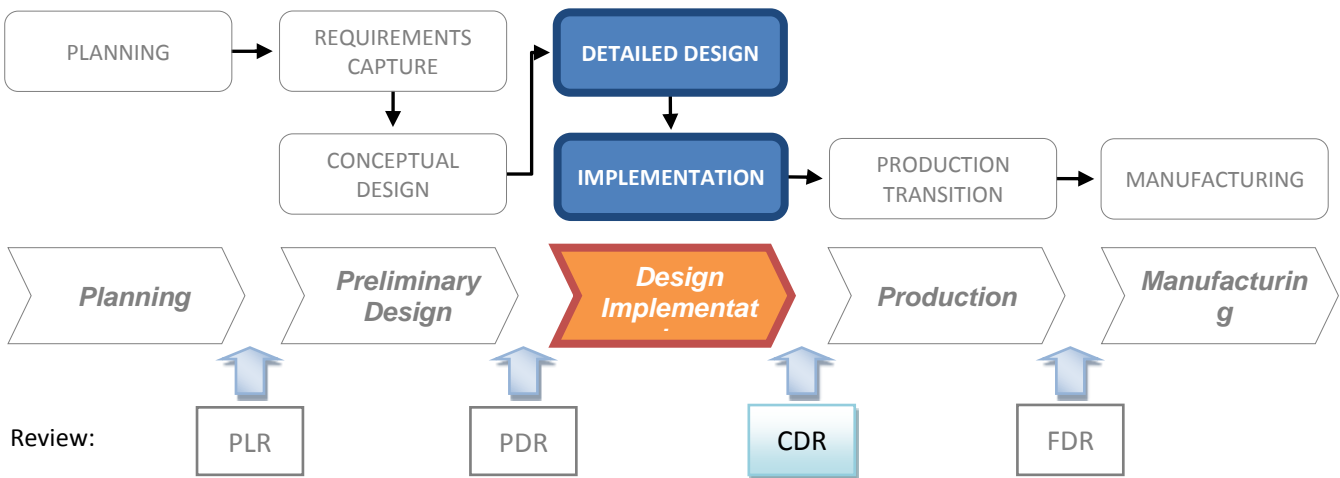 PLANNING
REQUIREMENTS
CAPTURE
DETAILED DESIGN
CONCEPTUAL
DESIGN
IMPLEMENTATION
PRODUCTION
TRANSITION
MANUFACTURING
Planning
Preliminary
Design
Design
Implementat
Production
Manufacturin
g
Review:
PLR
PDR
CDR
FDR